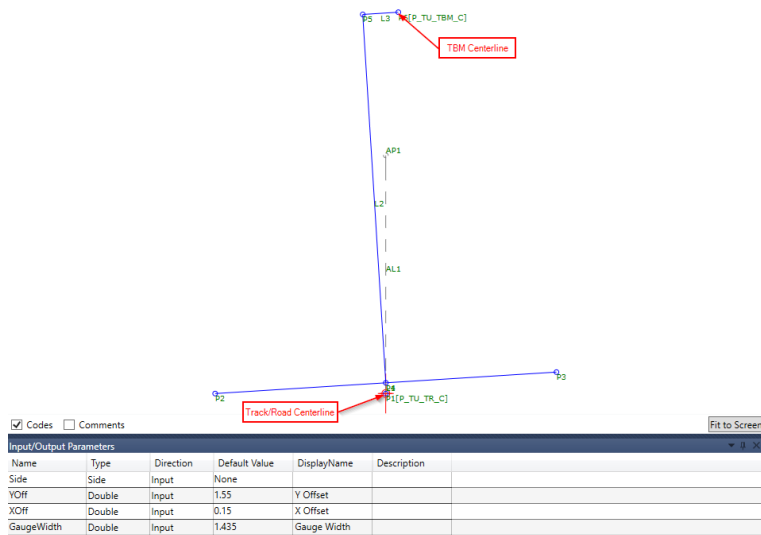 P5 L3 [P_TU_TBM_C]
TBM Centerline
AP1
L2
AL1
P3
P2
P1[P_TU_TR_C]
Track/Road Centerline
Codes Comments Fit to Screen
Input/Output Parameters
Name Type Direction Default Value DisplayName Description
Side Side Input None
YOff Double Input 1.55 Y Offset
XOff Double Input 0.15 X Offset
GaugeWidth Double Input 1.435 Gauge Width